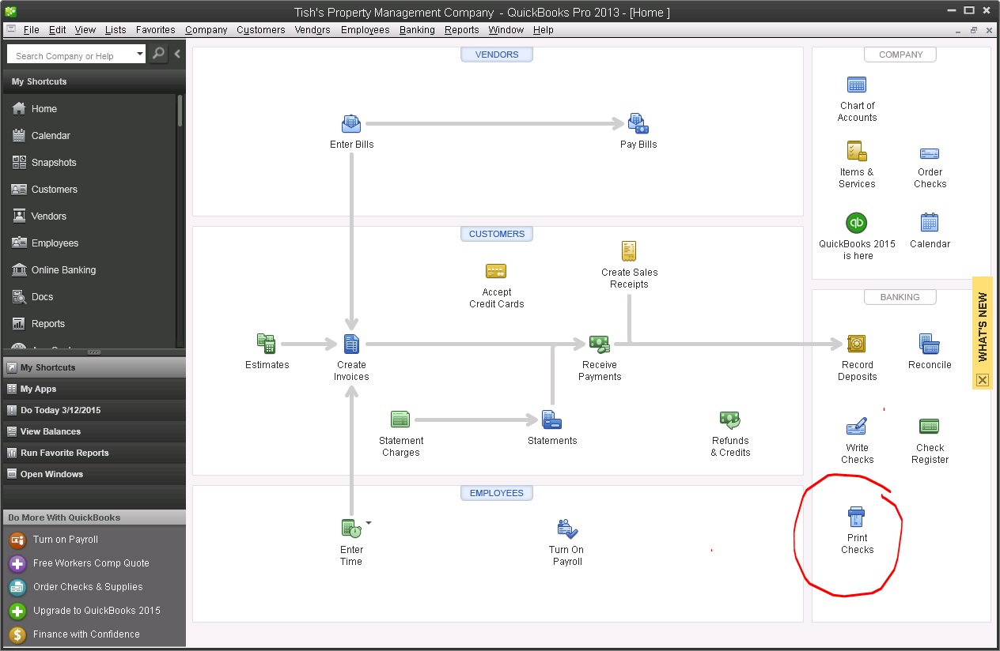 Tish's Property Management Company - QuickBooks Pro 2013 - [Home ]
File Edit View Lists Favorites Company Customers Vendors Employees Banking Reports Window Help
Search Company or Help
My Shortcuts
Home
Calendar
Snapshots
Customers
Vendors
Employees
Online Banking
Docs
Reports
My Shortcuts
My Apps
Do Today 3/12/2015
View Balances
Run Favorite Reports
Open Windows
Do More With QuickBooks
Turn on Payroll
Free Workers Comp Quote
Order Checks & Supplies
Upgrade to QuickBooks 2015
Finance with Confidence
VENDORS
Enter Bills
Pay Bills
CUSTOMERS
Accept
Credit Cards
Create Sales
Receipts
Estimates
Create
Invoices
Receive
Payments
Statement
Charges
Statements
Refunds
& Credits
EMPLOYEES
Enter
Time
Turn On
Payroll
COMPANY
Chart of
Accounts
Items &
Services
Order
Checks
qb
QuickBooks 2015
is here
Calendar
BANKING
Record
Deposits
Reconcile
Write
Checks
Check
Register
Print
Checks
WHAT'S NEW